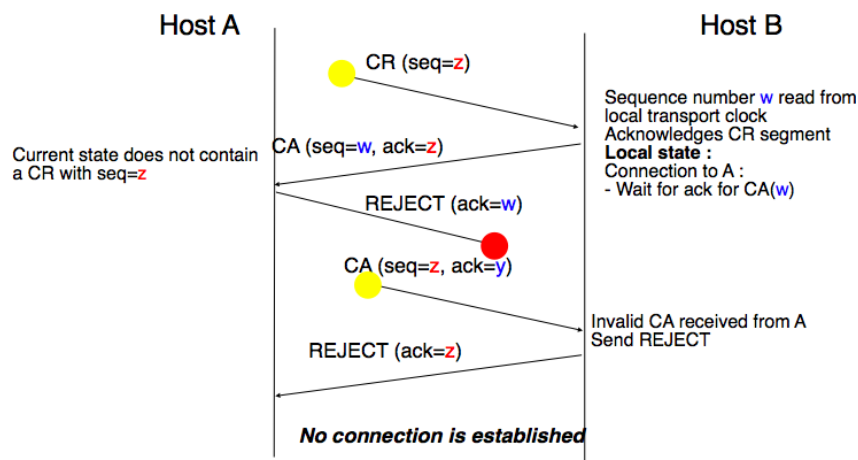 Host A
Host B
CR (seq=z)
Sequence number w read from
local transport clock
Acknowledges CR segment
Local state :
Connection to A :
- Wait for ack for CA(w)
CA (seq=w, ack=z)
Current state does not contain
a CR with seq=z
REJECT (ack=w)
CA (seq=z, ack=y)
Invalid CA received from A
Send REJECT
REJECT (ack=z)
No connection is established